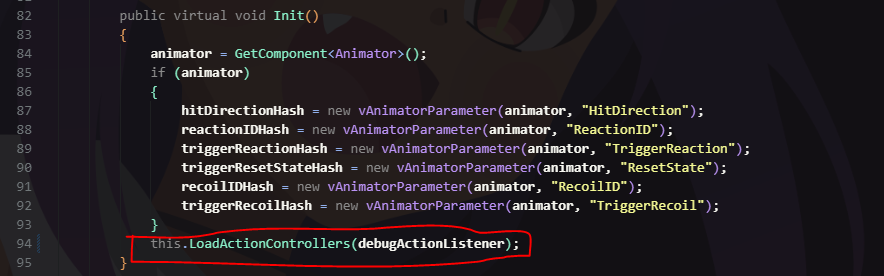 82 public virtual void Init()
83 {
84 animator = GetComponent<Animator>();
85 if (animator)
86 {
87 hitDirectionHash = new vAnimatorParameter(animator, "HitDirection");
88 reactionIDHash = new vAnimatorParameter(animator, "ReactionID");
89 triggerReactionHash = new vAnimatorParameter(animator, "TriggerReaction");
90 triggerResetStateHash = new vAnimatorParameter(animator, "ResetState");
91 recoilIDHash = new vAnimatorParameter(animator, "RecoilID");
92 triggerRecoilHash = new vAnimatorParameter(animator, "TriggerRecoil");
93 }
94 this.LoadActionControllers(debugActionListener);
95 }